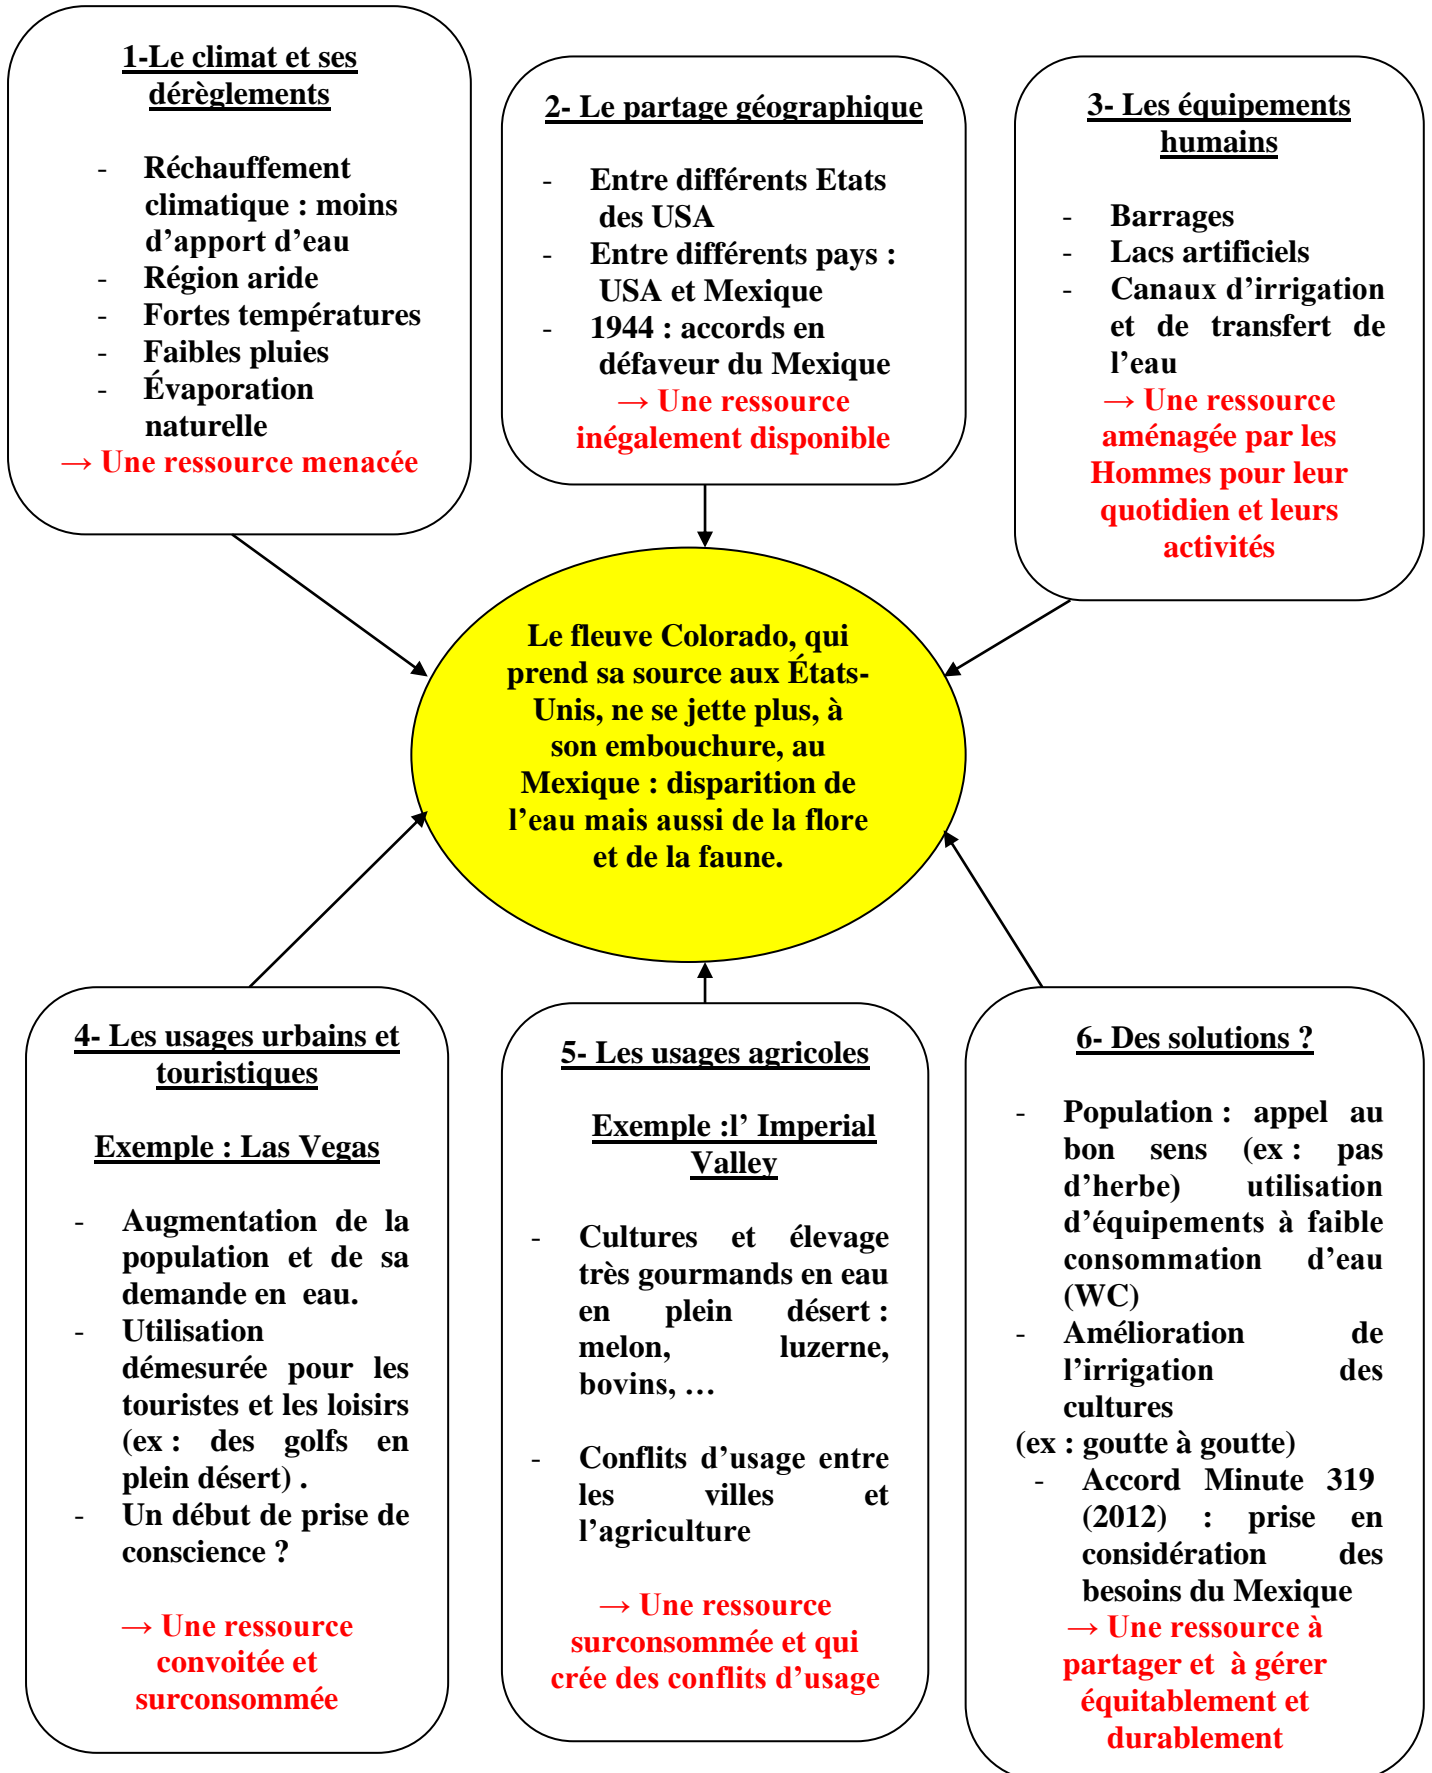 1-Le climat et ses
dérèglements
- Réchauffement
climatique : moins
d’apport d’eau
- Région aride
- Fortes températures
- Faibles pluies
- Évaporation
naturelle
→ Une ressource menacée
2- Le partage géographique
- Entre différents Etats
des USA
- Entre différents pays :
USA et Mexique
- 1944 : accords en
défaveur du Mexique
→ Une ressource
inégalement disponible
3- Les équipements
humains
- Barrages
- Lacs artificiels
- Canaux d’irrigation
et de transfert de
l’eau
→ Une ressource
aménagée par les
Hommes pour leur
quotidien et leurs
activités
Le fleuve Colorado, qui
prend sa source aux États-
Unis, ne se jette plus, à
son embouchure, au
Mexique : disparition de
l’eau mais aussi de la flore
et de la faune.
4- Les usages urbains et
touristiques
Exemple : Las Vegas
- Augmentation de la
population et de sa
demande en eau.
- Utilisation
démesurée pour les
touristes et les loisirs
(ex : des golfs en
plein désert) .
- Un début de prise de
conscience ?
→ Une ressource
convoitée et
surconsommée
5- Les usages agricoles
Exemple :l’ Imperial
Valley
- Cultures et élevage
très gourmands en eau
en plein désert :
melon, luzerne,
bovins, …
- Conflits d’usage entre
les villes et
l’agriculture
→ Une ressource
surconsommée et qui
crée des conflits d’usage
6- Des solutions ?
- Population : appel au
bon sens (ex : pas
d’herbe) utilisation
d’équipements à faible
consommation d’eau
(WC)
- Amélioration de
l’irrigation des
cultures
(ex : goutte à goutte)
- Accord Minute 319
(2012) : prise en
considération des
besoins du Mexique
→ Une ressource à
partager et à gérer
équitablement et
durablement